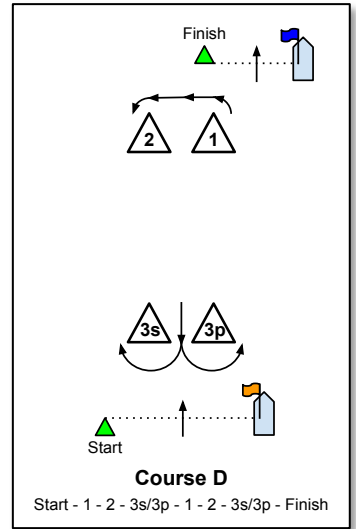 Finish
2 1
3s 3p
Start
Course D
Start - 1 - 2 - 3s/3p - 1 - 2 - 3s/3p - Finish